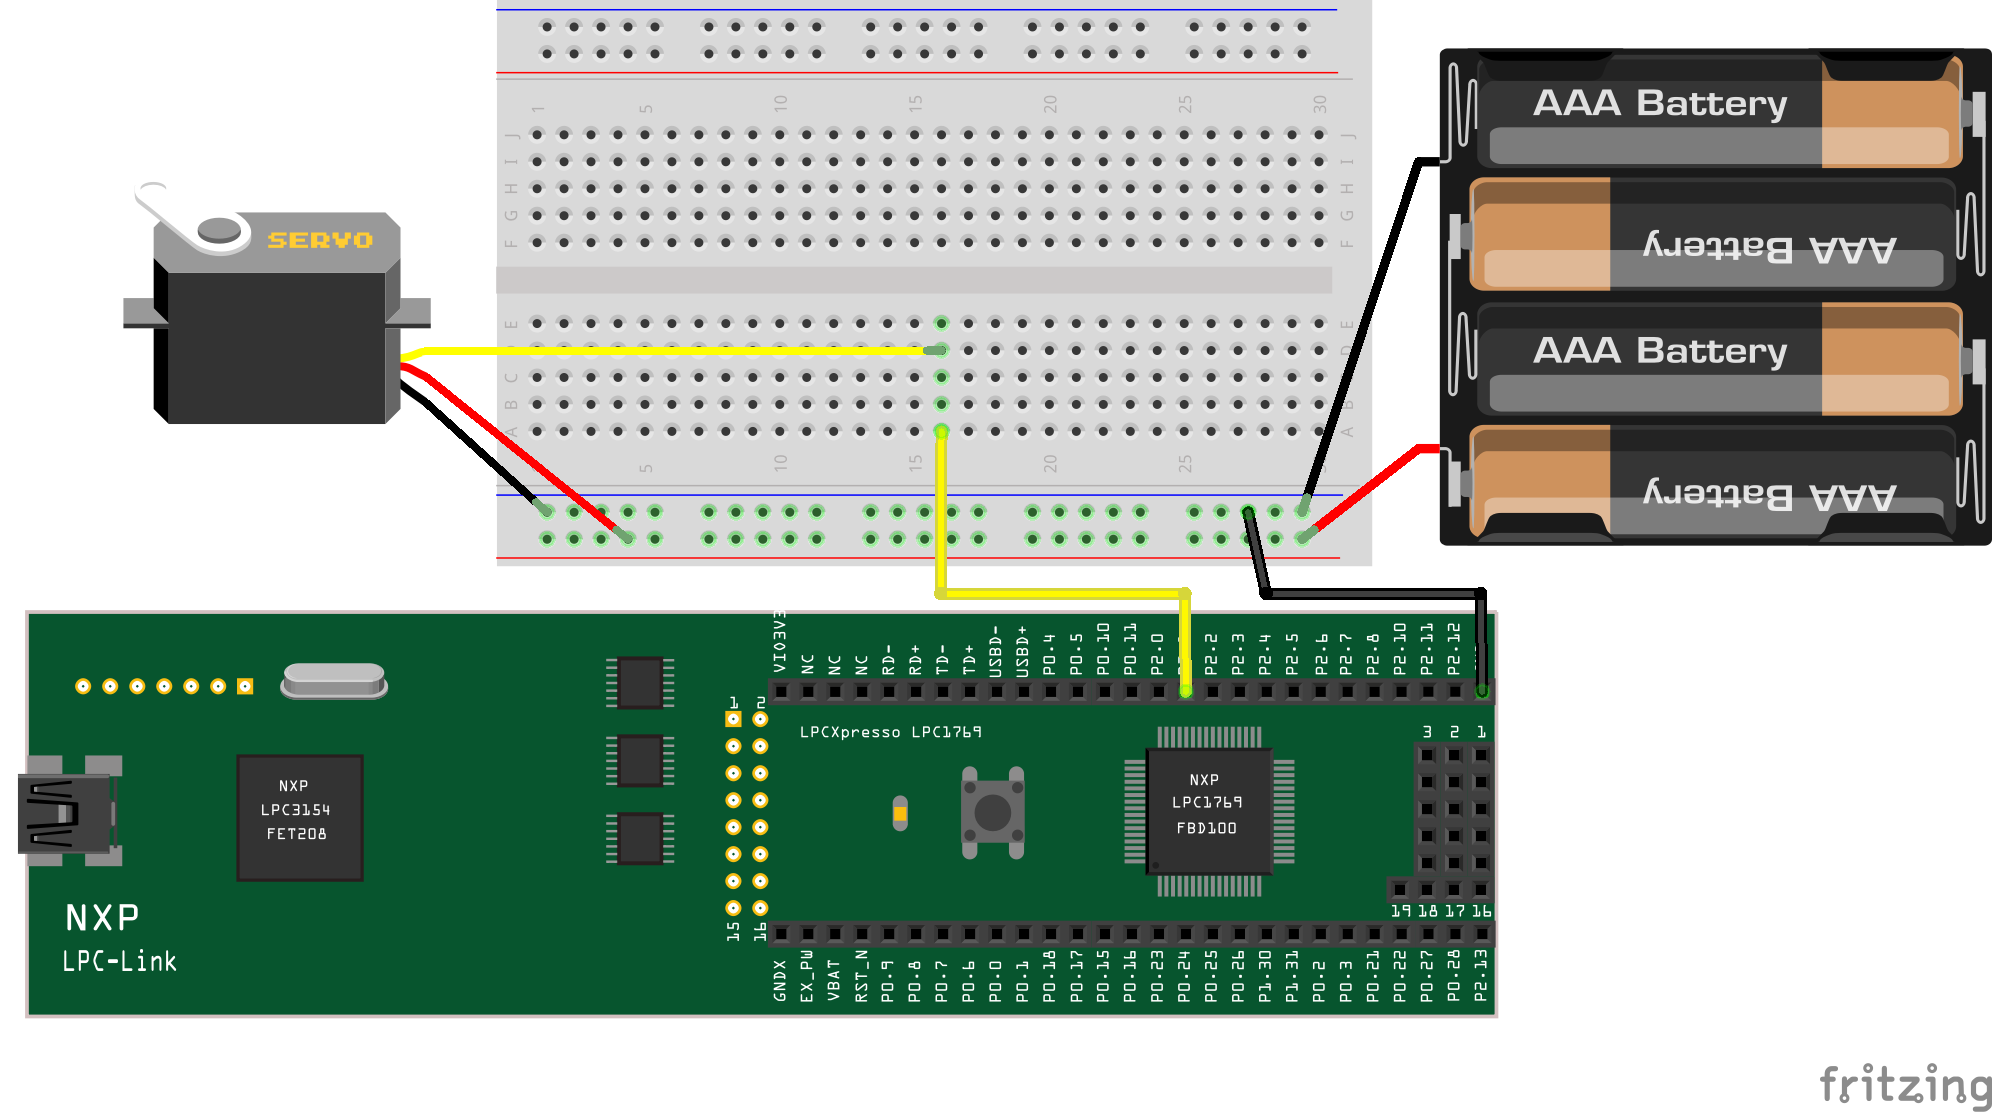 1 5 10 15 20 25 30
J J
I I
H H
G G
F F
E E
D
C C
B B
A A
5 10 15 20 25
SERVO
AAA Battery
AAA Battery
AAA Battery
AAA Battery
VIO3V3 NC NC NC RD- RD+ TD- TD+ USBD- USBD+ P0.4 P0.5 P0.10 P0.11 P2.0 P2.2 P2.3 P2.4 P2.5 P2.6 P2.7 P2.8 P2.10 P2.11 P2.12
1 2
LPCXpresso LPC1769
3 2 1
NXP
LPC3154
FET208
NXP
LPC1769
FBD100
19 18 17 16
15 16
NXP
LPC-Link
GNDX EX_PW VBAT RST_N P0.9 P0.8 P0.7 P0.6 P0.0 P0.1 P0.18 P0.17 P0.15 P0.16 P0.23 P0.24 P0.25 P0.26 P1.30 P1.31 P0.2 P0.3 P0.21 P0.22 P0.27 P0.28 P2.13
fritzing